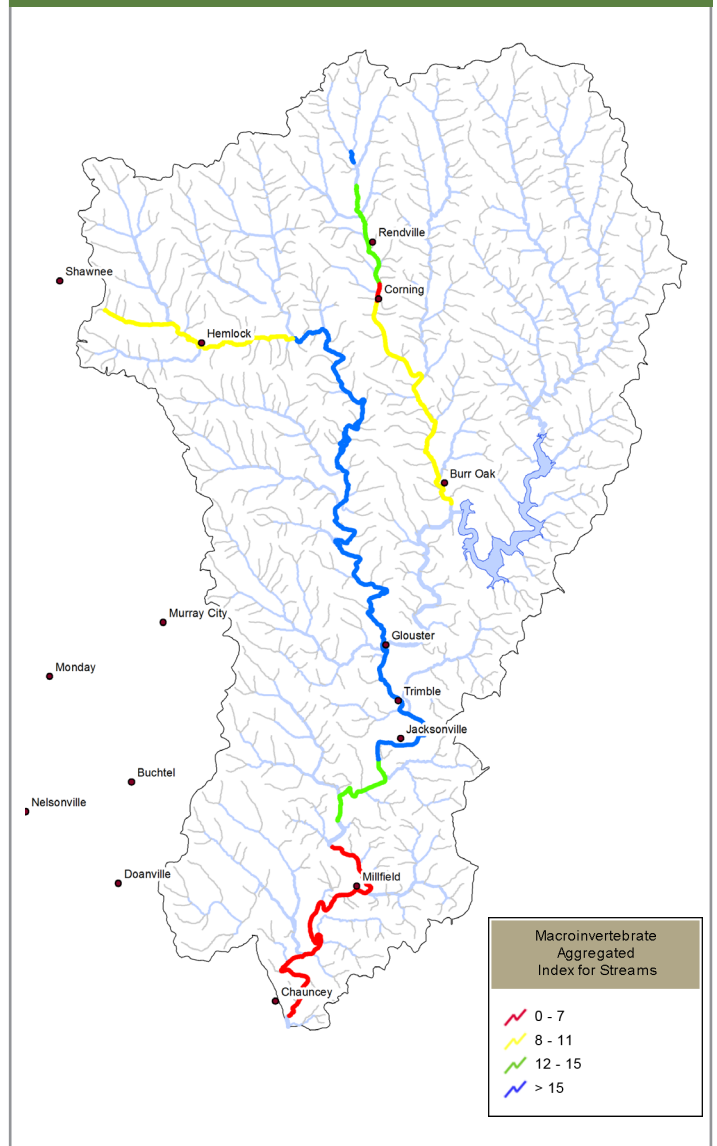 Rendville
Shawnee
Corning
Hemlock
Burr Oak
Murray City
Glouster
Monday
Trimble
Jacksonville
Buchtel
Nelsonville
Doanville
Millfield
Macroinvertebrate
Aggregated
Index for Streams
Chauncey
0 - 7
8 - 11
12 - 15
> 15